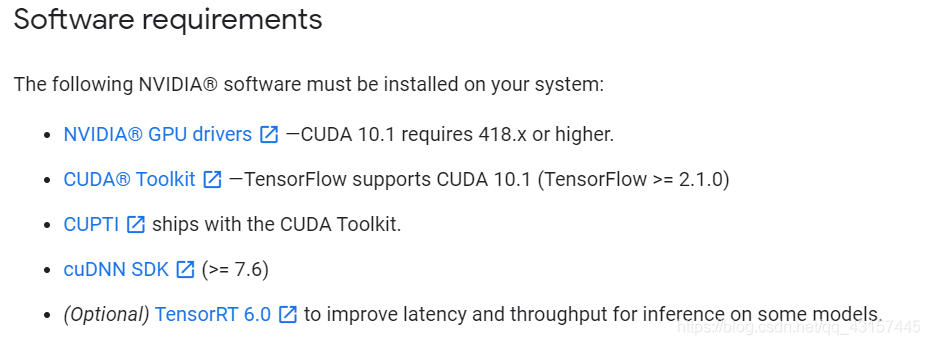 Software requirements
The following NVIDIA® software must be installed on your system:
• NVIDIA® GPU drivers —CUDA 10.1 requires 418.x or higher.
• CUDA® Toolkit —TensorFlow supports CUDA 10.1 (TensorFlow >= 2.1.0)
• CUPTI ships with the CUDA Toolkit.
• cuDNN SDK (>= 7.6)
• (Optional) TensorRT 6.0 to improve latency and throughput for inference on some models.
https://blog.csdn.net/qq_43157445